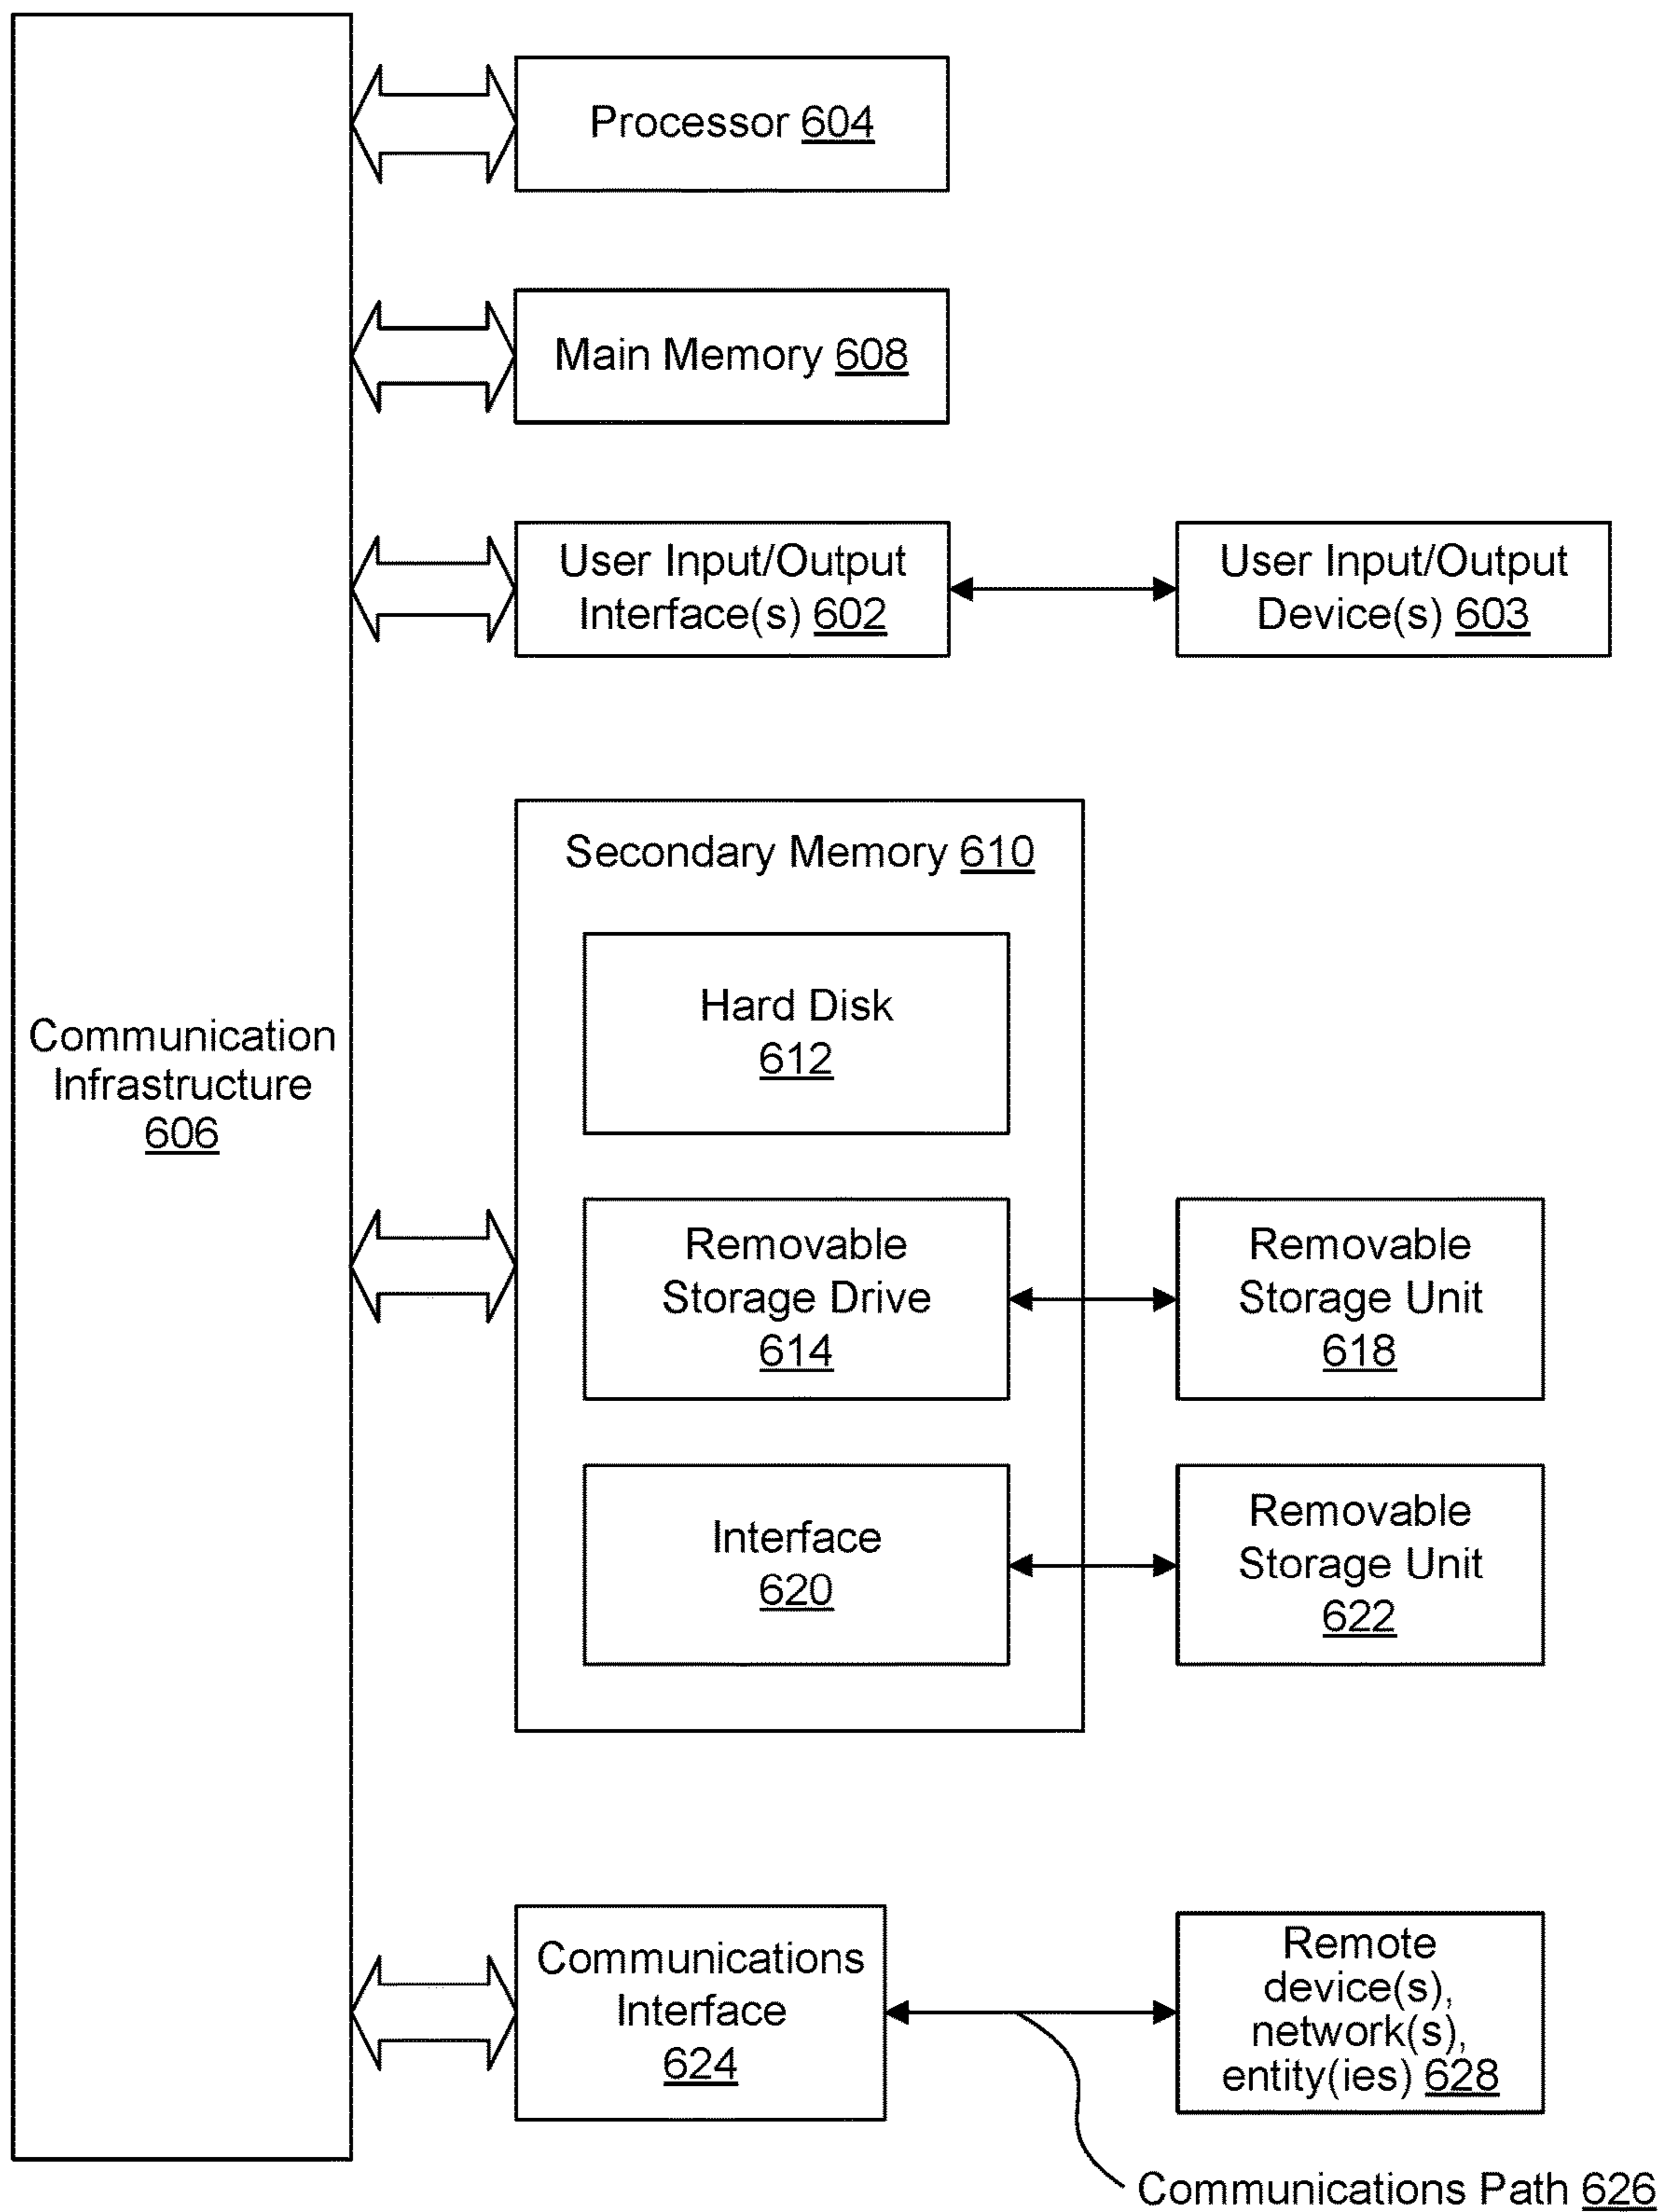 Processor 604
Main Memory 608
User Input/Output
Interface(s) 602
User Input/Output
Device(s) 603
Communication
Infrastructure
606
Secondary Memory 610
Hard Disk
612
Removable
Storage Drive
614
Removable
Storage Unit
618
Interface
620
Removable
Storage Unit
622
Communications
Interface
624
Remote
device(s),
network(s),
entity(ies) 628
Communications Path 626